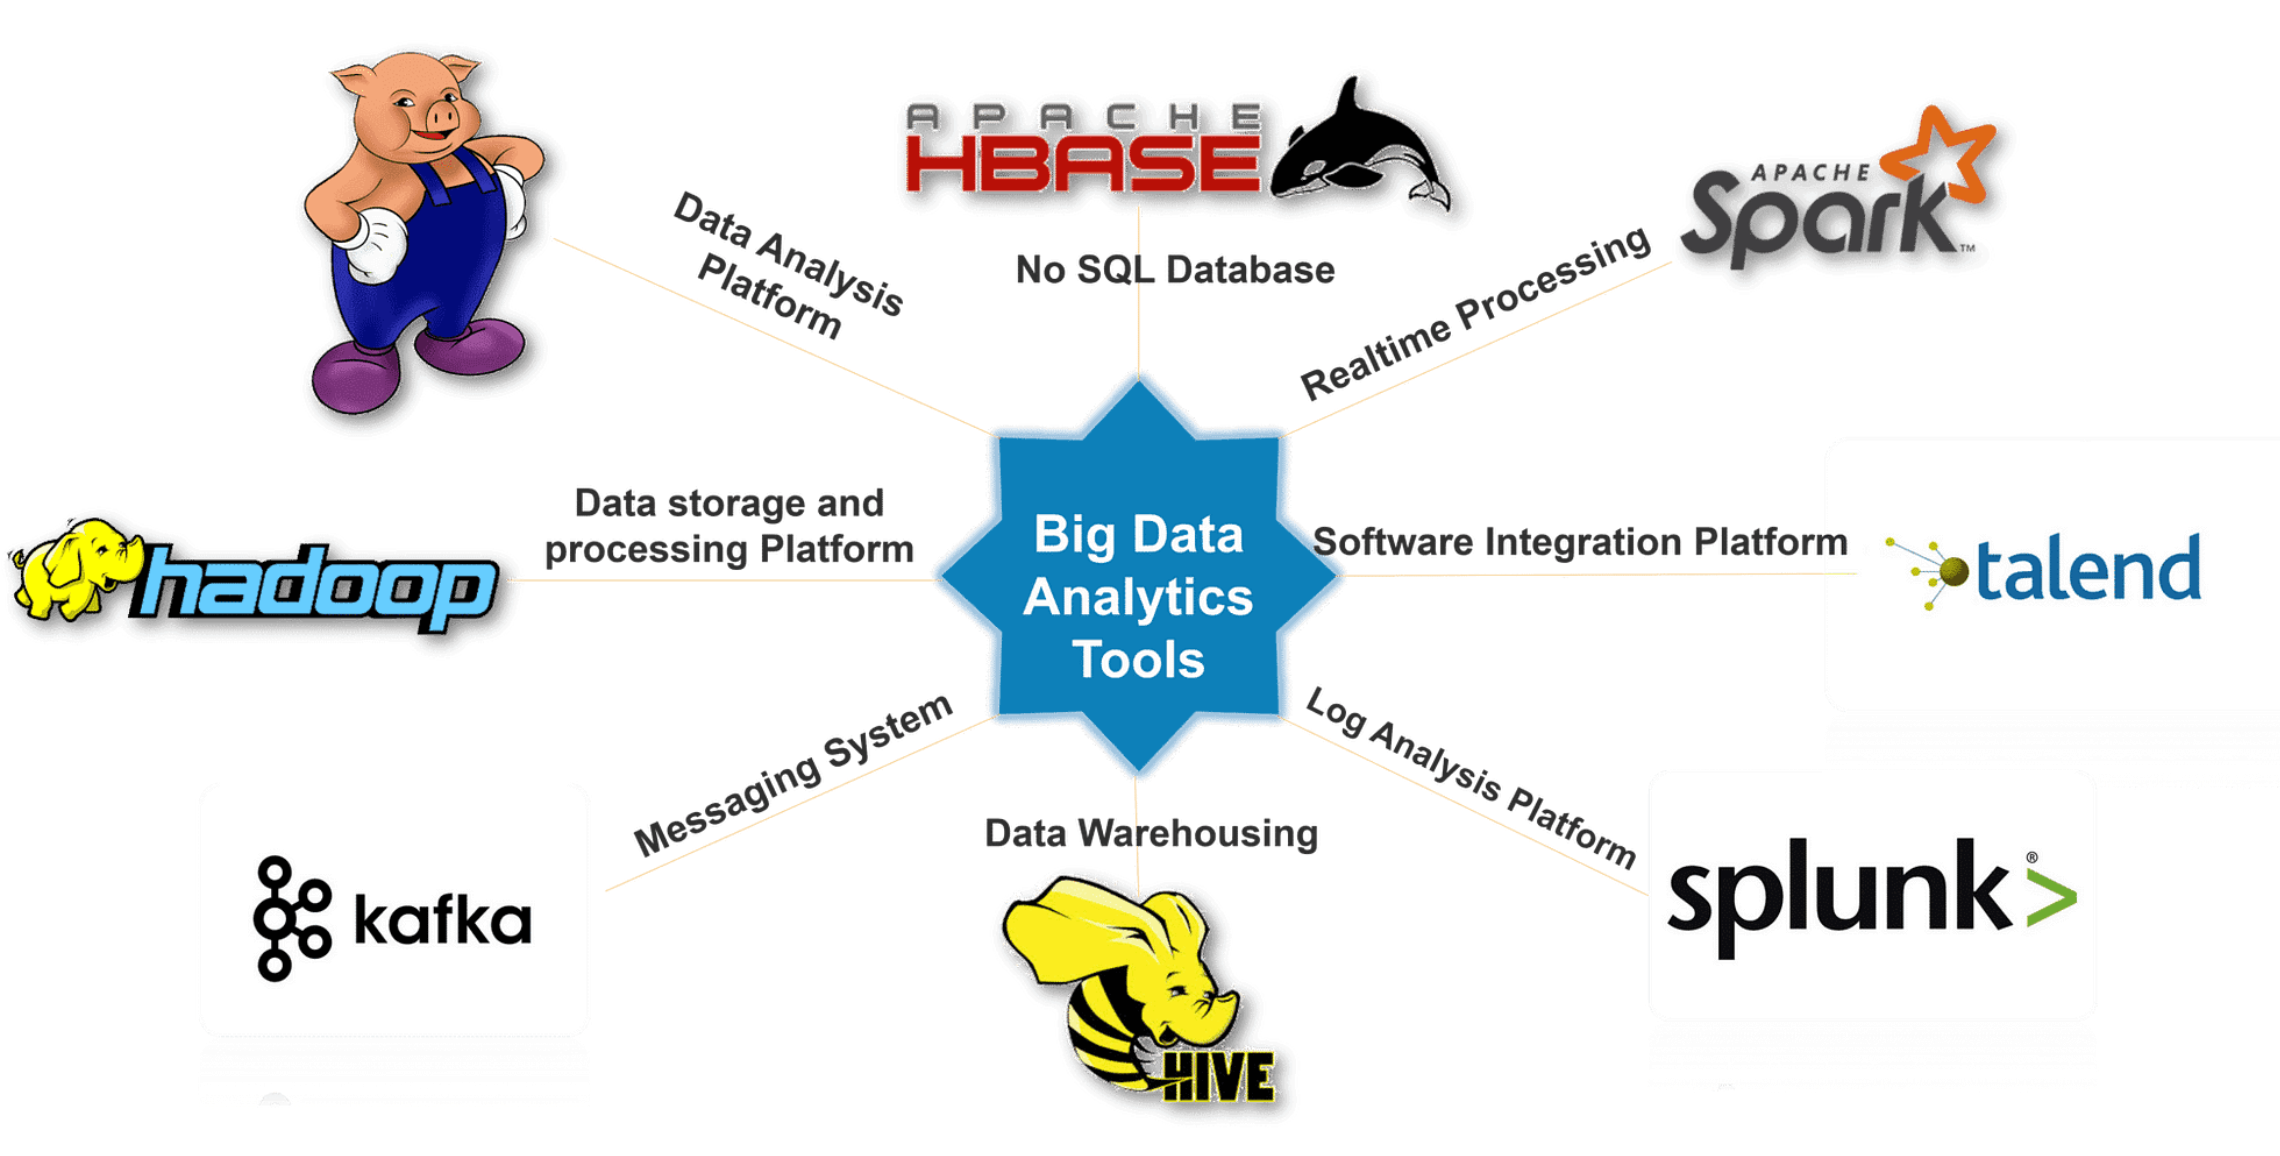 APACHE
HBASE
APACHE
Spark™
Data Analysis
Platform
No SQL Database
Realtime Processing
Data storage and
processing Platform
hadoop
Big Data
Analytics
Tools
Software Integration Platform
talend
Messaging System
Log Analysis Platform
Data Warehousing
kafka
splunk>®
HIVE